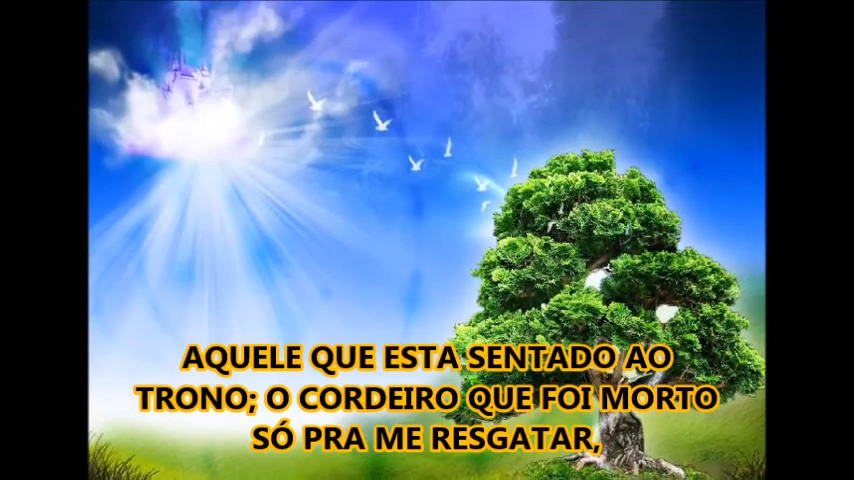 AQUELE QUE ESTA SENTADO AO
TRONO; O CORDEIRO QUE FOI MORTO
SÓ PRA ME RESGATAR,